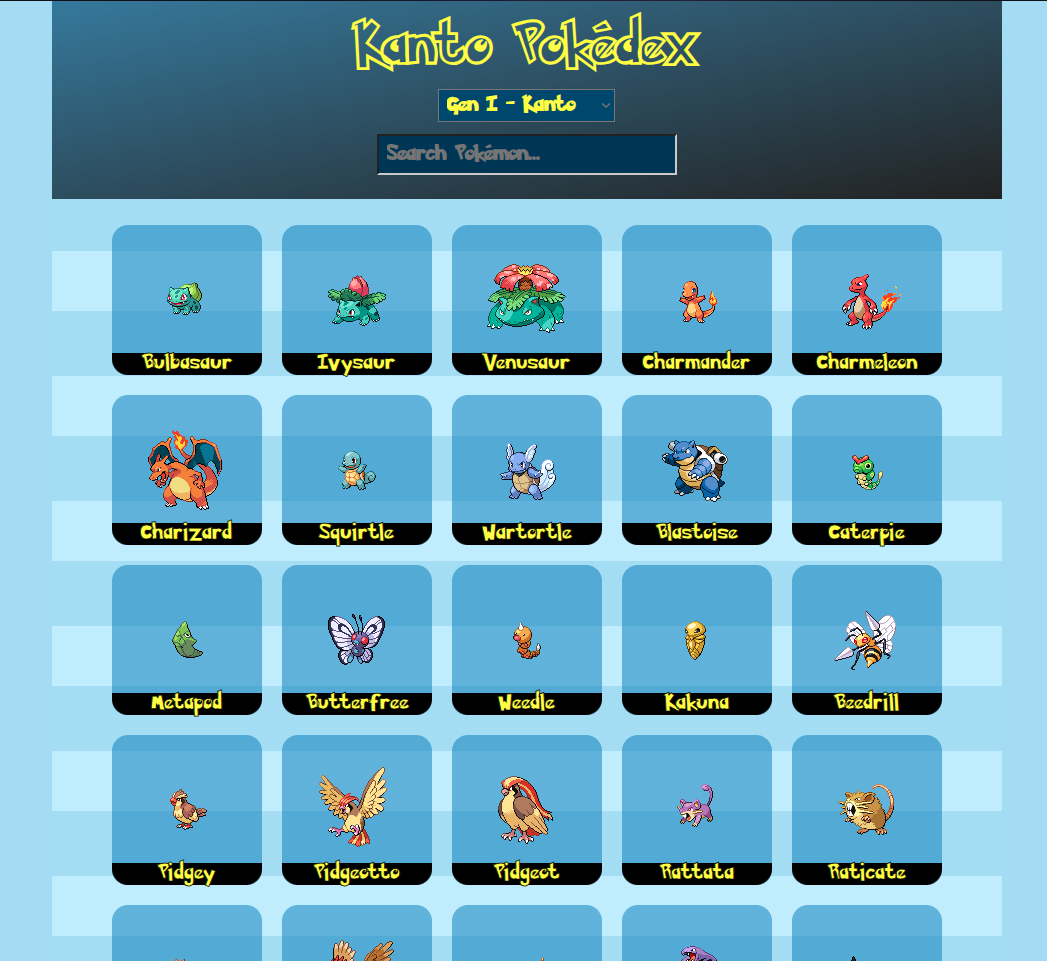 Kanto Pokédex
Gen I - Kanto
Search Pokémon...
Bulbasaur
Ivysaur
Venusaur
Charmander
Charmeleon
Charizard
Squirtle
Wartortle
Blastoise
Caterpie
Metapod
Butterfree
Weedle
Kakuna
Beedrill
Pidgey
Pidgeotto
Pidgeot
Rattata
Raticate